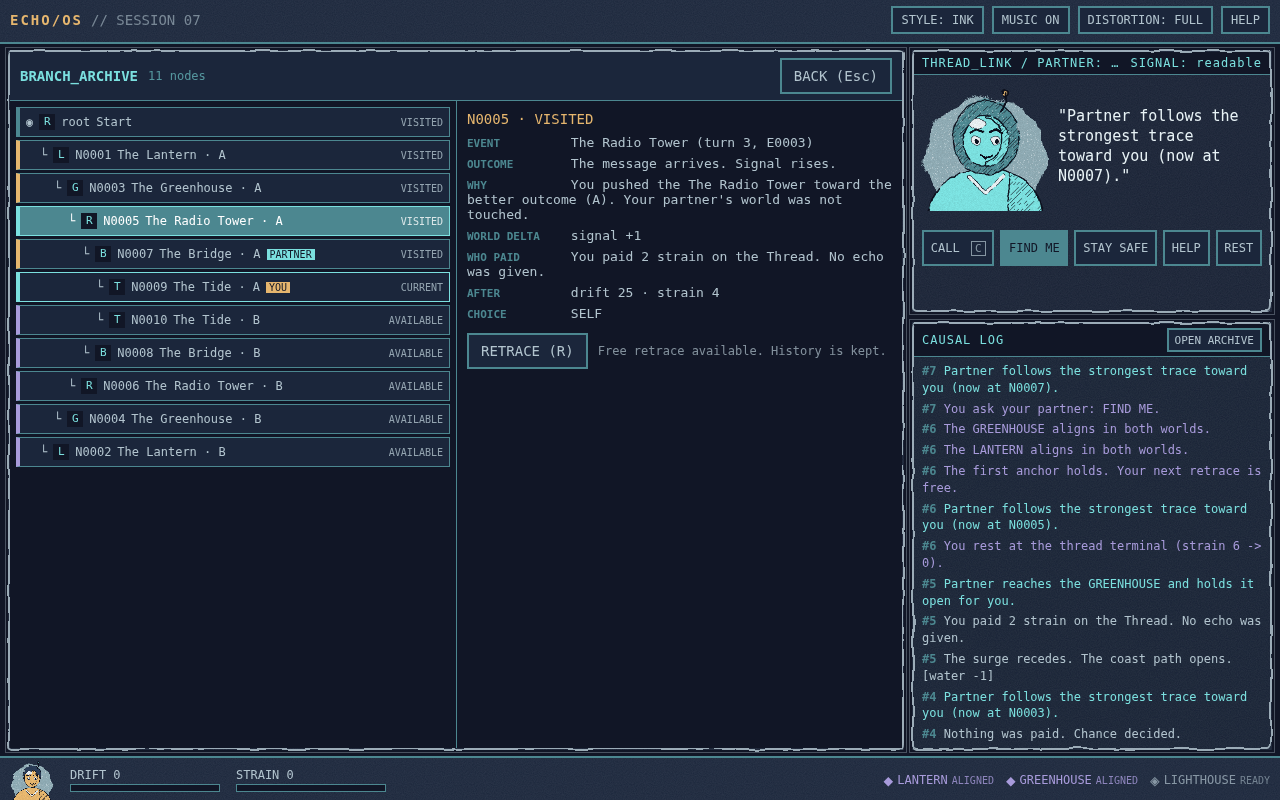 ECHO/OS // SESSION 07
STYLE: INK
MUSIC ON
DISTORTION: FULL
HELP
BRANCH_ARCHIVE 11 nodes
BACK (Esc)
◉ R root Start VISITED
└ L N0001 The Lantern · A VISITED
└ G N0003 The Greenhouse · A VISITED
└ R N0005 The Radio Tower · A VISITED
└ B N0007 The Bridge · A PARTNER VISITED
└ T N0009 The Tide · A YOU CURRENT
└ T N0010 The Tide · B AVAILABLE
└ B N0008 The Bridge · B AVAILABLE
└ R N0006 The Radio Tower · B AVAILABLE
└ G N0004 The Greenhouse · B AVAILABLE
└ L N0002 The Lantern · B AVAILABLE
N0005 · VISITED
EVENT The Radio Tower (turn 3, E0003)
OUTCOME The message arrives. Signal rises.
WHY You pushed the The Radio Tower toward the
better outcome (A). Your partner's world was not
touched.
WORLD DELTA signal +1
WHO PAID You paid 2 strain on the Thread. No echo
was given.
AFTER drift 25 · strain 4
CHOICE SELF
RETRACE (R) Free retrace available. History is kept.
THREAD_LINK / PARTNER: … SIGNAL: readable
"Partner follows the
strongest trace
toward you (now at
N0007)."
CALL C
FIND ME
STAY SAFE
HELP
REST
CAUSAL LOG
OPEN ARCHIVE
#7 Partner follows the strongest trace toward
you (now at N0007).
#7 You ask your partner: FIND ME.
#6 The GREENHOUSE aligns in both worlds.
#6 The LANTERN aligns in both worlds.
#6 The first anchor holds. Your next retrace is
free.
#6 Partner follows the strongest trace toward
you (now at N0005).
#6 You rest at the thread terminal (strain 6 ->
0).
#5 Partner reaches the GREENHOUSE and holds it
open for you.
#5 You paid 2 strain on the Thread. No echo was
given.
#5 The surge recedes. The coast path opens.
[water -1]
#4 Partner follows the strongest trace toward
you (now at N0003).
#4 Nothing was paid. Chance decided.
DRIFT 0
STRAIN 0
◆ LANTERN ALIGNED
◆ GREENHOUSE ALIGNED
◈ LIGHTHOUSE READY